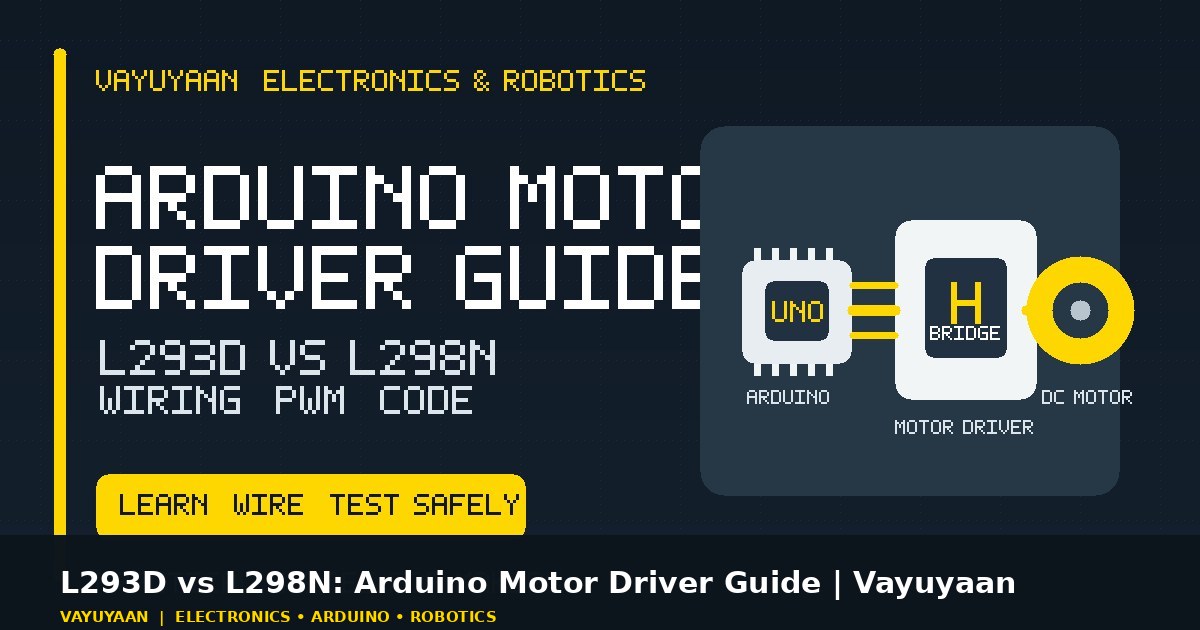 VAYUYAAN ELECTRONICS & ROBOTICS
ARDUINO MOTO
DRIVER GUIDE
L293D VS L298N
WIRING PWM CODE
LEARN WIRE TEST SAFELY
UNO
H
BRIDGE
ARDUINO
DC MOTOR
MOTOR DRIVER
L293D vs L298N: Arduino Motor Driver Guide | Vayuyaan
VAYUYAAN | ELECTRONICS • ARDUINO • ROBOTICS